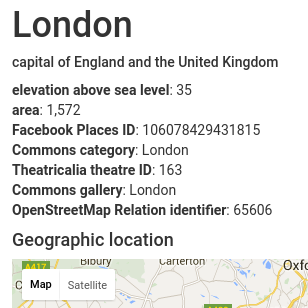 London
capital of England and the United Kingdom
elevation above sea level: 35
area: 1,572
Facebook Places ID: 106078429431815
Commons category: London
Theatricalia theatre ID: 163
Commons gallery: London
OpenStreetMap Relation identifier: 65606
Geographic location
A417 Bibury Carterton Oxfo
Map Satellite